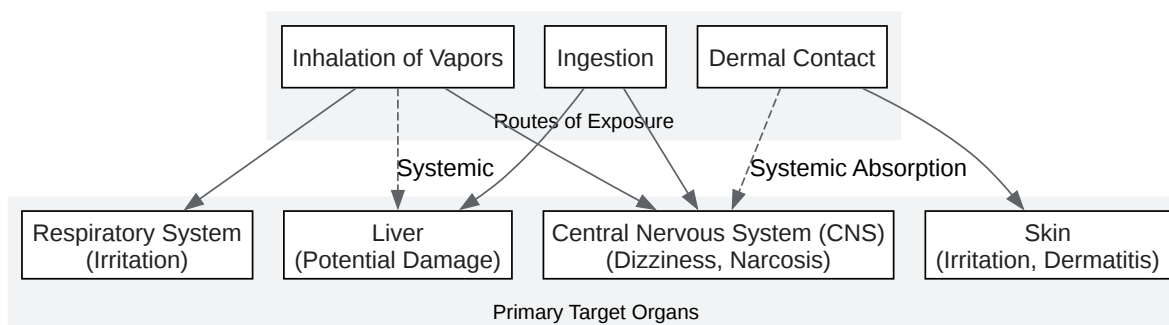 Inhalation of Vapors
Ingestion
Dermal Contact
Routes of Exposure
Systemic
Systemic Absorption
Respiratory System
(Irritation)
Liver
(Potential Damage)
Central Nervous System (CNS)
(Dizziness, Narcosis)
Skin
(Irritation, Dermatitis)
Primary Target Organs